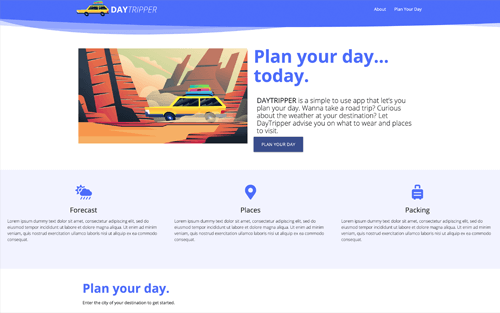 DAYTRIPPER
About
Plan Your Day
Plan your day...
today.
DAYTRIPPER is a simple to use app that let's you
plan your day. Wanna take a road trip? Curious
about the weather at your destination? Let
DayTripper advise you on what to wear and places
to visit.
PLAN YOUR DAY
Forecast
Lorem ipsum dummy text dolor sit amet, consectetur adipiscing elit, sed do
eiusmod tempor incididunt ut labore et dolore magna aliqua. Ut enim ad minim
veniam, quis nostrud exercitation ullamco laboris nisi ut aliquip ex ea commodo
consequat.
Places
Lorem ipsum dummy text dolor sit amet, consectetur adipiscing elit, sed do
eiusmod tempor incididunt ut labore et dolore magna aliqua. Ut enim ad minim
veniam, quis nostrud exercitation ullamco laboris nisi ut aliquip ex ea commodo
consequat.
Packing
Lorem ipsum dummy text dolor sit amet, consectetur adipiscing elit, sed do
eiusmod tempor incididunt ut labore et dolore magna aliqua. Ut enim ad minim
veniam, quis nostrud exercitation ullamco laboris nisi ut aliquip ex ea commodo
consequat.
Plan your day.
Enter the city of your destination to get started.